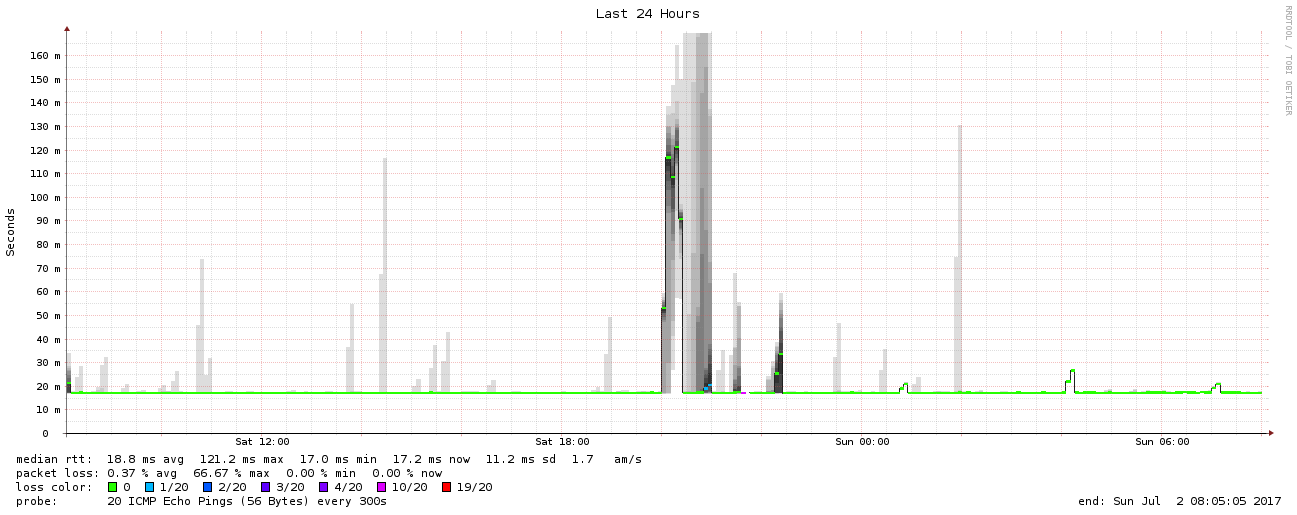 Last 24 Hours
RRDTOOL / TOBI OETIKER
Seconds
160 m
150 m
140 m
130 m
120 m
110 m
100 m
90 m
80 m
70 m
60 m
50 m
40 m
30 m
20 m
10 m
0
Sat 12:00 Sat 18:00 Sun 00:00 Sun 06:00
median rtt: 18.8 ms avg 121.2 ms max 17.0 ms min 17.2 ms now 11.2 ms sd 1.7 am/s
packet loss: 0.37 % avg 66.67 % max 0.00 % min 0.00 % now
loss color: 0 1/20 2/20 3/20 4/20 10/20 19/20
probe: 20 ICMP Echo Pings (56 Bytes) every 300s end: Sun Jul 2 08:05:05 2017